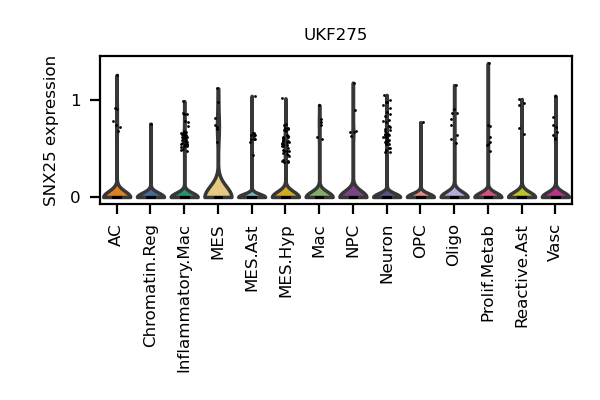 UKF275
SNX25 expression
1
0
AC
Chromatin.Reg
Inflammatory.Mac
MES
MES.Ast
MES.Hyp
Mac
NPC
Neuron
OPC
Oligo
Prolif.Metab
Reactive.Ast
Vasc